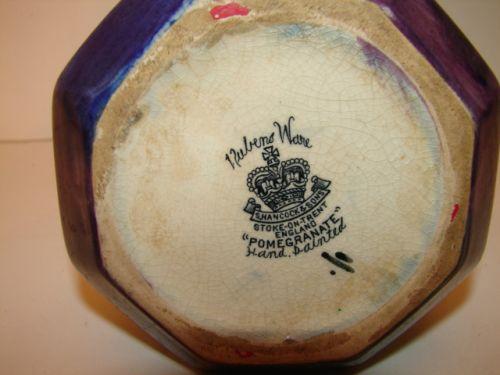 Rubens Ware
S. HANCOCK & SONS
STOKE-ON-TRENT
ENGLAND
"POMEGRANATE"
Hand. Painted